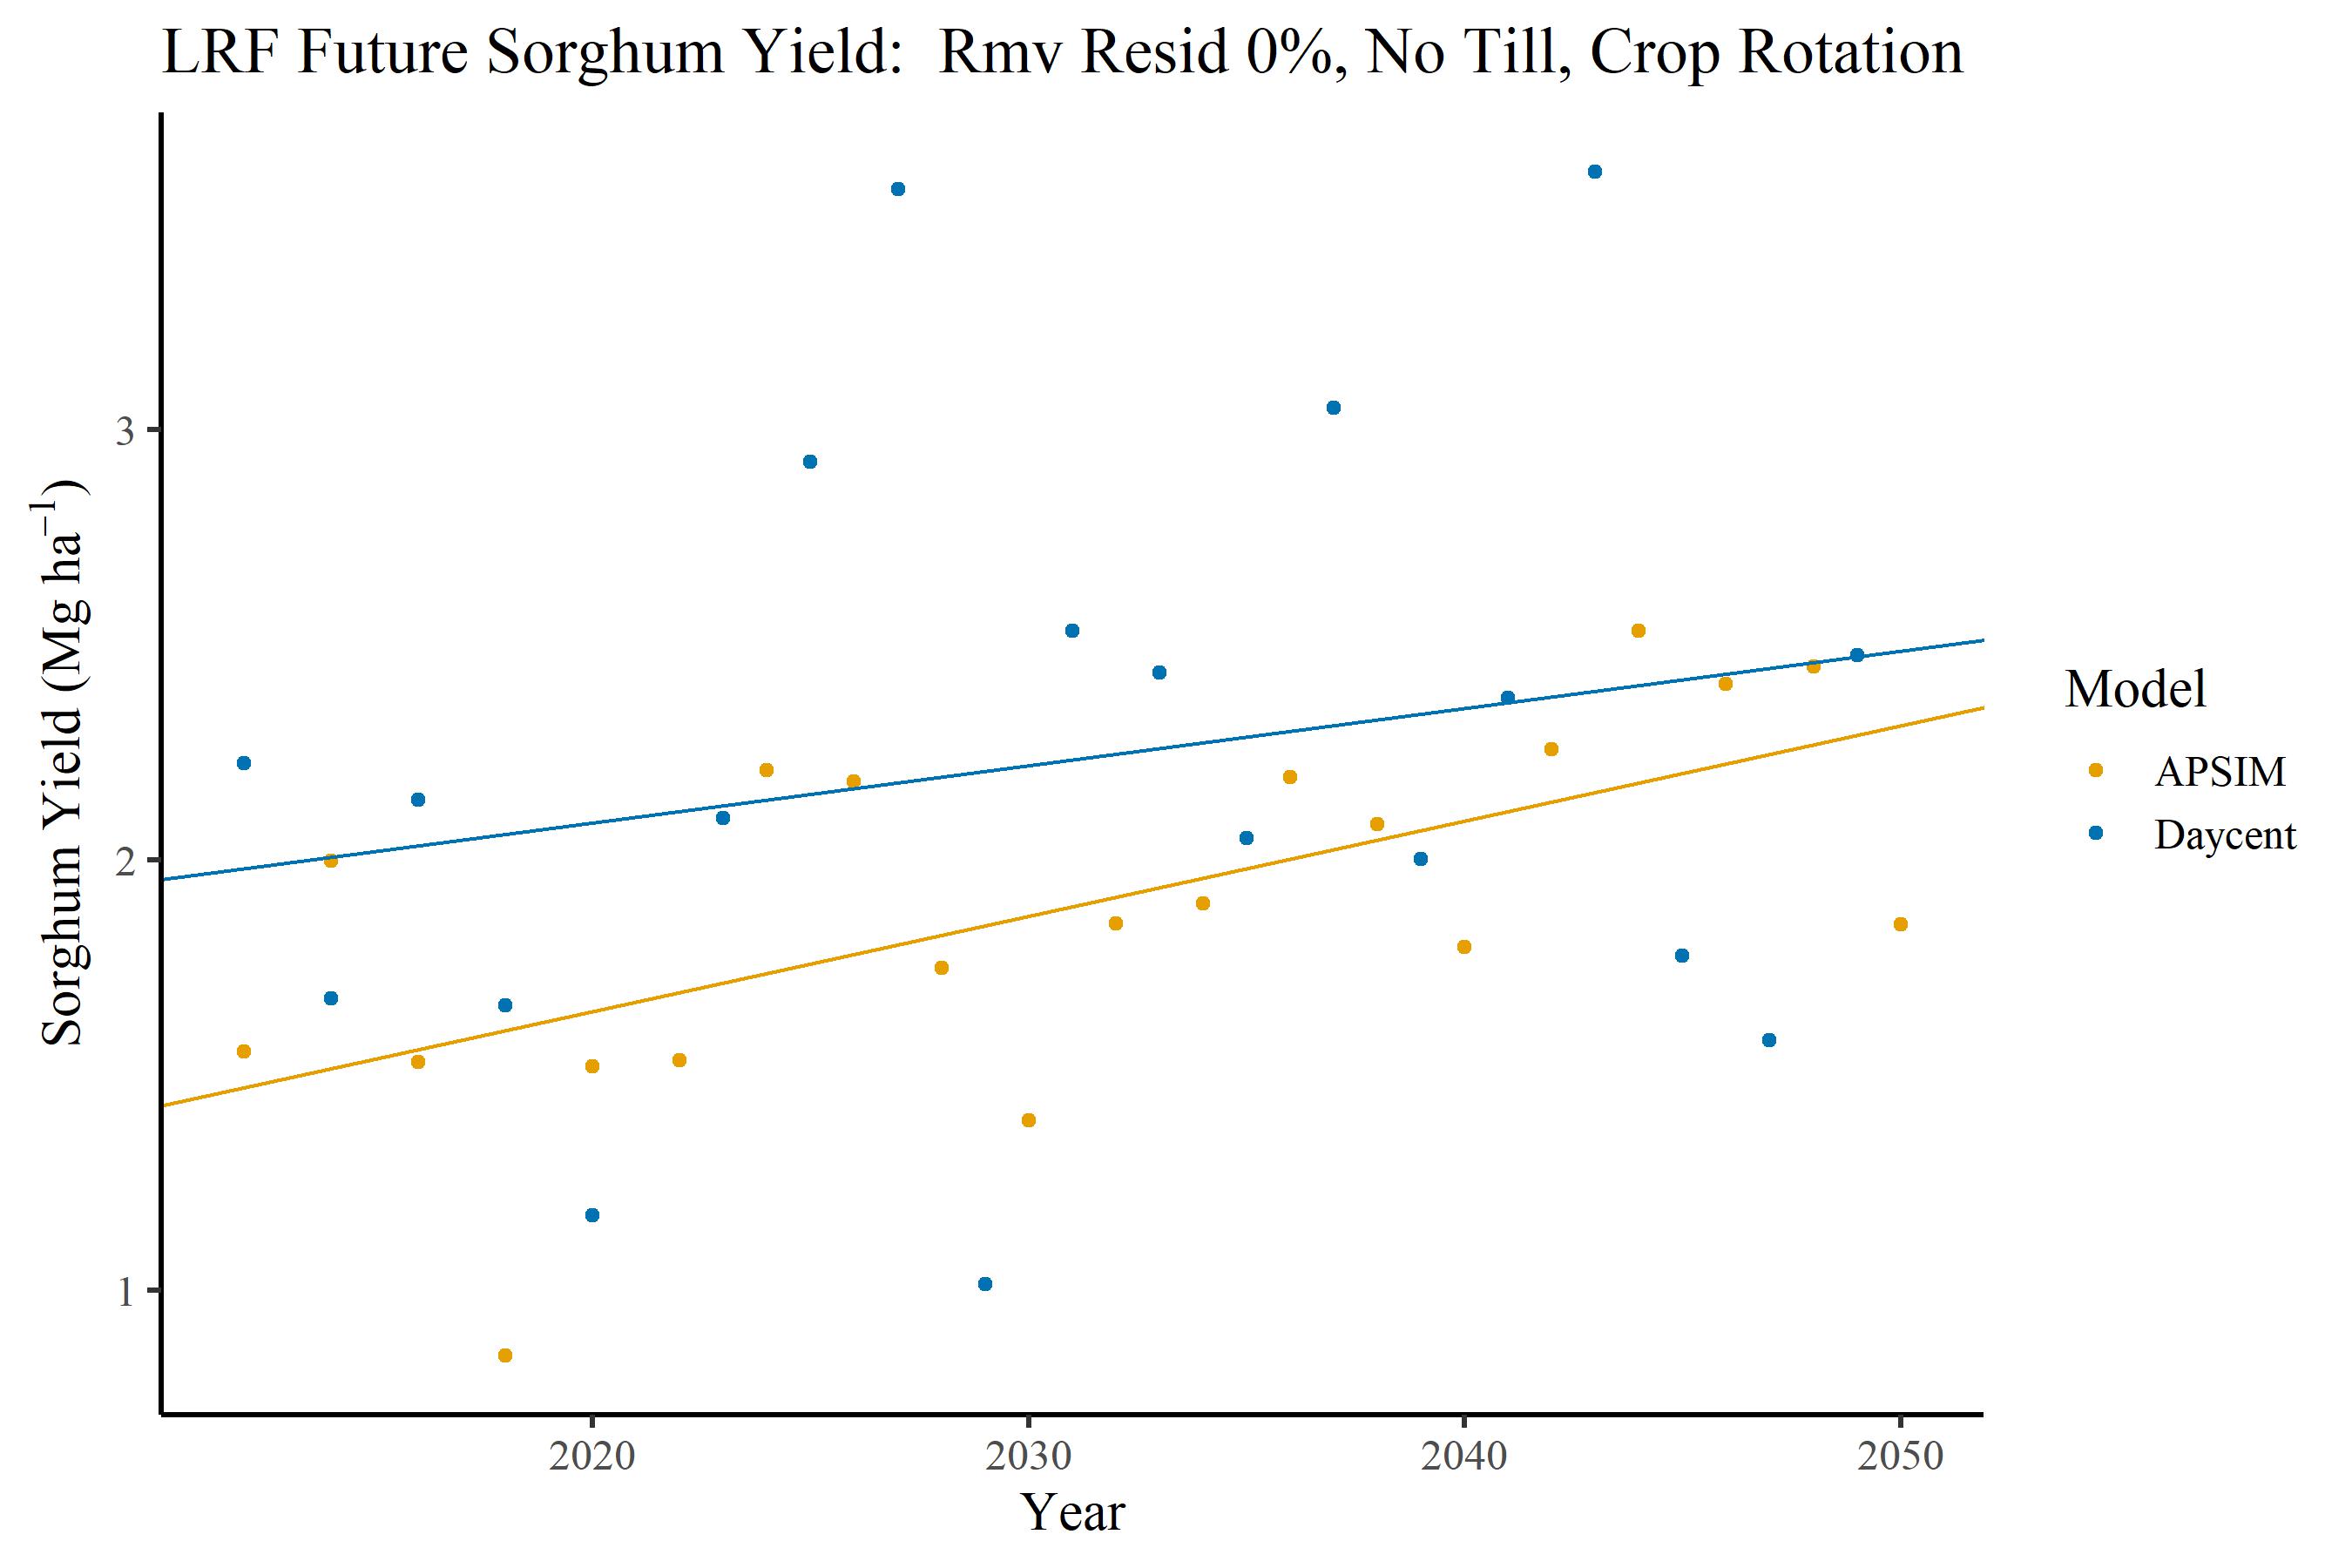 LRF Future Sorghum Yield:  Rmv Resid 0%, No Till, Crop Rotation
Sorghum Yield (Mg ha⁻¹)
3
2
1
2020 2030 2040 2050
Year
Model
APSIM
Daycent